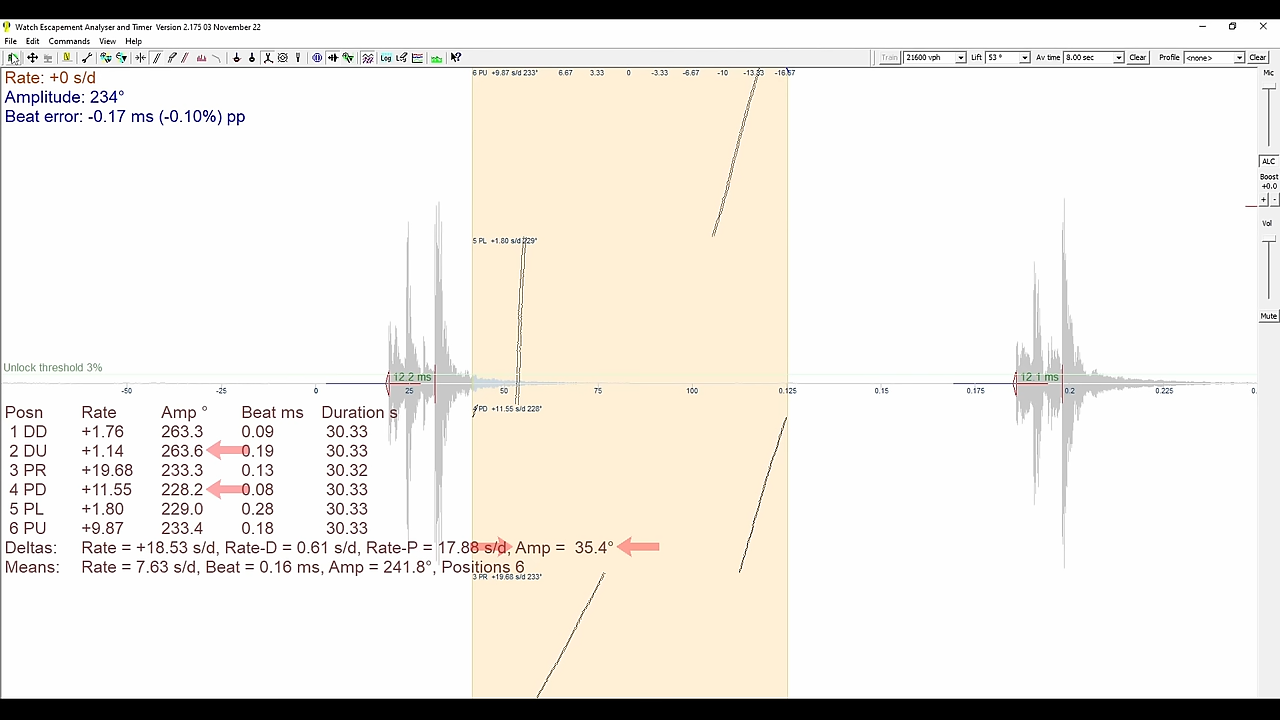 Watch Escapement Analyser and Timer Version 2.175 03 November 22
File Edit Commands View Help
Log
Train 21600 vph Lift 53 ° Av time 8.00 sec Clear Profile <none> Clear
Rate: +0 s/d
Amplitude: 234°
Beat error: -0.17 ms (-0.10%) pp
6 PU +9.87 s/d 233° 6.67 3.33 0 -3.33 -6.67 -10 -13.33 -16.67
Mic
ALC
Boost
+0.0
+ -
Vol
Mute
5 PL +1.80 s/d 229°
Unlock threshold 3%
12.2 ms 12.1 ms
-50 -25 0 25 50 75 100 0.125 0.15 0.175 0.2 0.225 0.
4 PD +11.55 s/d 228°
Posn Rate Amp ° Beat ms Duration s
1 DD +1.76 263.3 0.09 30.33
2 DU +1.14 263.6 0.19 30.33
3 PR +19.68 233.3 0.13 30.32
4 PD +11.55 228.2 0.08 30.33
5 PL +1.80 229.0 0.28 30.33
6 PU +9.87 233.4 0.18 30.33
Deltas: Rate = +18.53 s/d, Rate-D = 0.61 s/d, Rate-P = 17.88 s/d, Amp = 35.4°
Means: Rate = 7.63 s/d, Beat = 0.16 ms, Amp = 241.8°, Positions 6
3 PR +19.68 s/d 233°